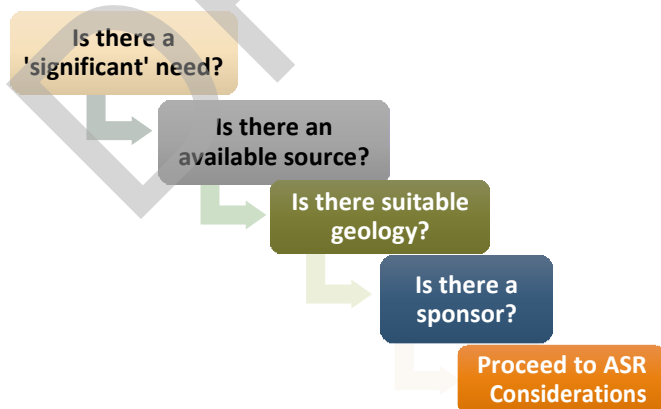 Is there a
'significant' need?
Is there an
available source?
Is there suitable
geology?
Is there a
sponsor?
Proceed to ASR
Considerations